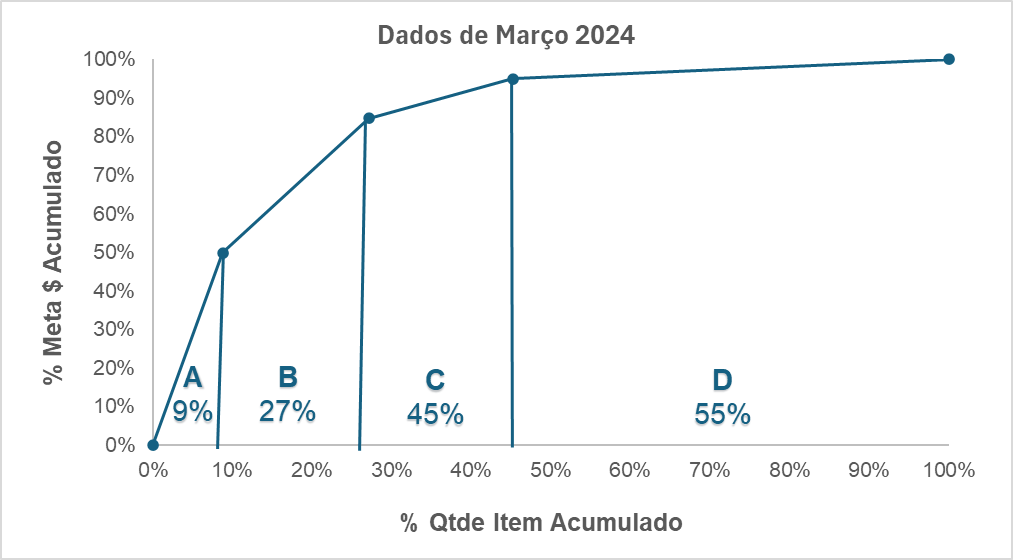 Dados de Março 2024
% Meta $ Acumulado
100%
90%
80%
70%
60%
50%
40%
30%
20%
10%
0%
A B C D
9% 27% 45% 55%
0% 10% 20% 30% 40% 50% 60% 70% 80% 90% 100%
% Qtde Item Acumulado